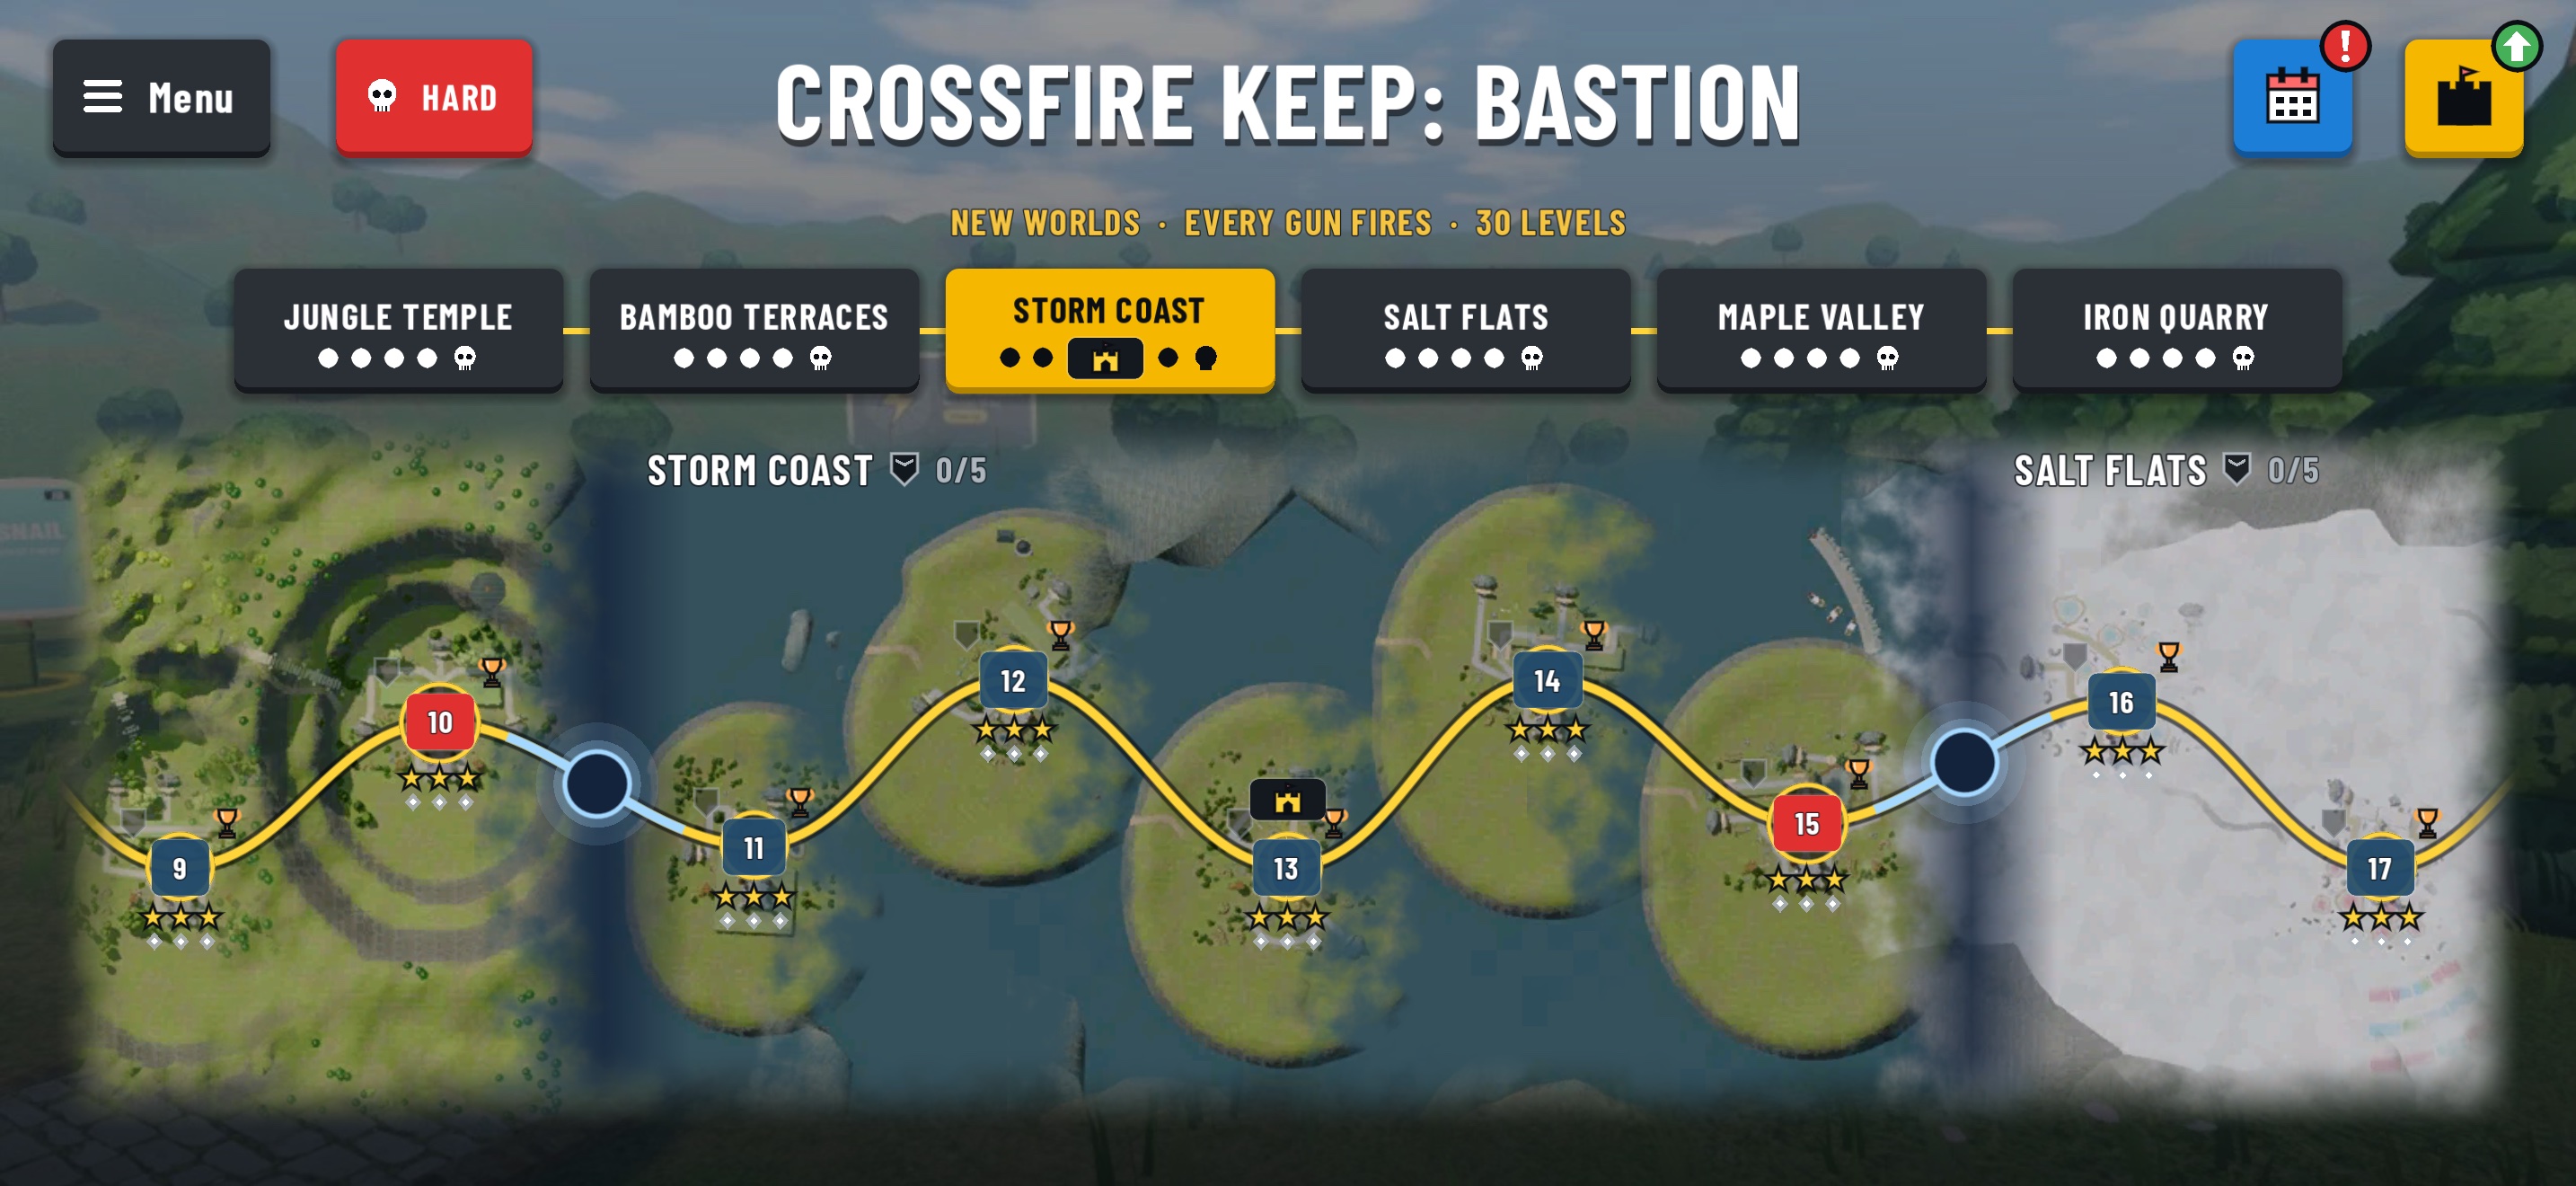 Menu
HARD
CROSSFIRE KEEP: BASTION
NEW WORLDS · EVERY GUN FIRES · 30 LEVELS
JUNGLE TEMPLE
BAMBOO TERRACES
STORM COAST
SALT FLATS
MAPLE VALLEY
IRON QUARRY
STORM COAST 0/5
SALT FLATS 0/5
SNAIL
9
10
11
12
13
14
15
16
17